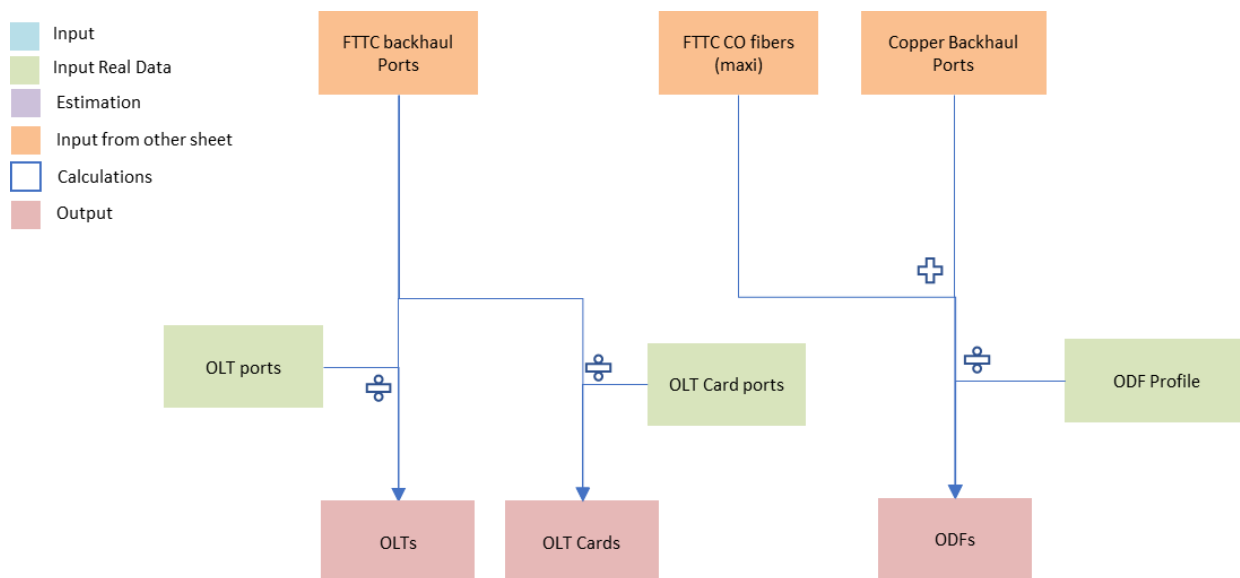 Input
Input Real Data
Estimation
Input from other sheet
Calculations
Output
FTTC backhaul
Ports
FTTC CO fibers
(maxi)
Copper Backhaul
Ports
OLT ports
OLT Card ports
ODF Profile
OLTs
OLT Cards
ODFs